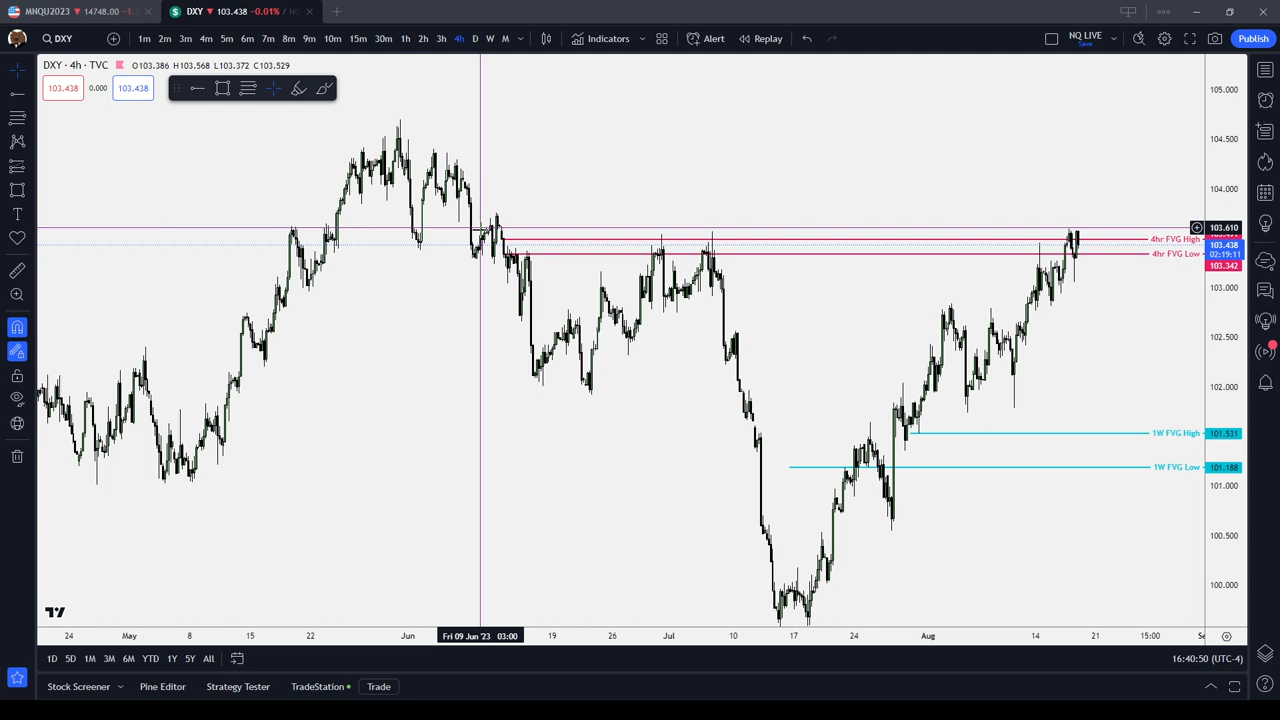 MNQU2023 ▼ 14748.00
DXY ▼ 103.438 −0.01% / NQ
DXY 1m 2m 3m 4m 5m 6m 7m 8m 9m 10m 15m 30m 1h 2h 3h 4h D W M Indicators Alert Replay NQ LIVE Save Publish
DXY · 4h · TVC O103.386 H103.568 L103.372 C103.529
103.438 0.000 103.438
105.000
104.500
104.000
103.610
4hr FVG High
103.438
02:19:11
4hr FVG Low
103.342
103.000
102.500
102.000
1W FVG High 101.531
1W FVG Low 101.188
101.000
100.500
100.000
24 May 8 15 22 Jun Fri 09 Jun '23 03:00 19 26 Jul 10 17 24 Aug 14 21 15:00
1D 5D 1M 3M 6M YTD 1Y 5Y All 16:40:50 (UTC-4)
Stock Screener Pine Editor Strategy Tester TradeStation Trade